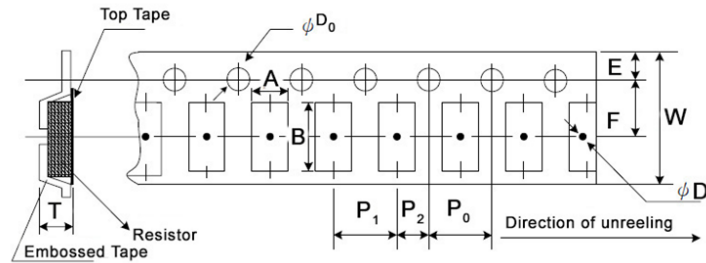 Top Tape
ϕD₀
A
E
B
F
W
T
P₁
P₂
P₀
ϕD
Direction of unreeling
Resistor
Embossed Tape